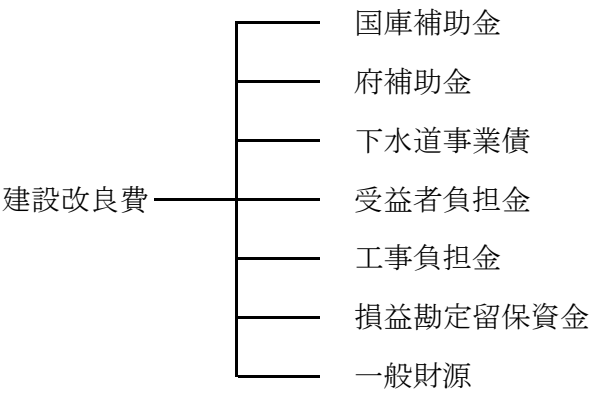 国庫補助金
府補助金
下水道事業債
建設改良費
受益者負担金
工事負担金
損益勘定留保資金
一般財源